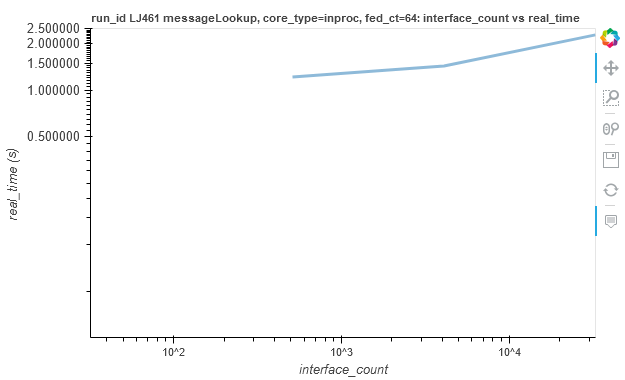 run_id LJ461 messageLookup, core_type=inproc, fed_ct=64: interface_count vs real_time
2.500000
2.000000
1.500000
1.000000
0.500000
real_time (s)
10^2
10^3
10^4
interface_count